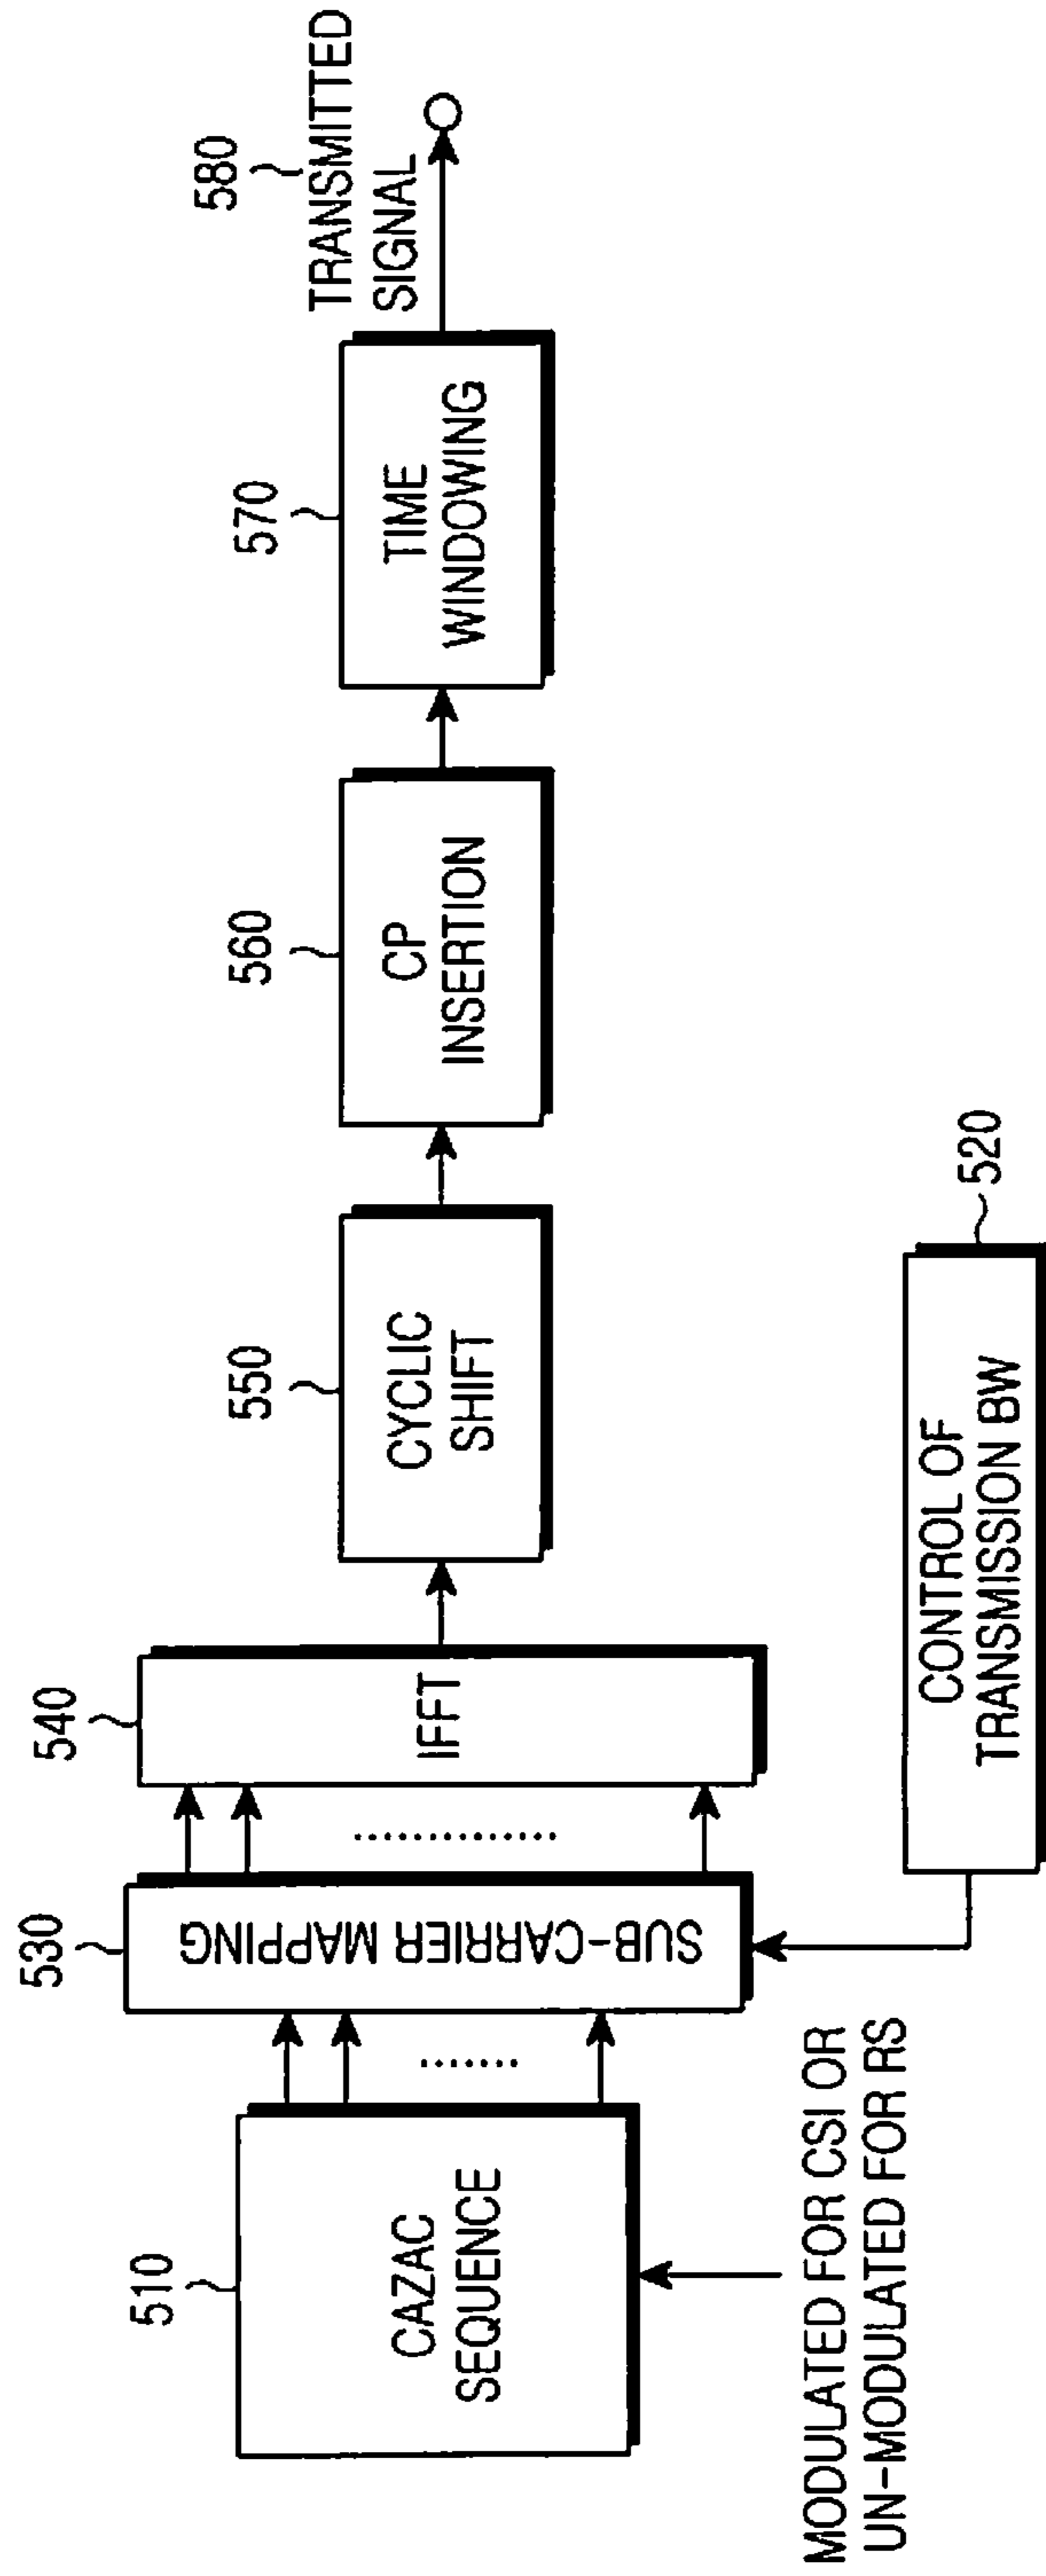 510
CAZAC
SEQUENCE
MODULATED FOR CSI OR
UN-MODULATED FOR RS
530
SUB-CARRIER MAPPING
540
IFFT
CONTROL OF
TRANSMISSION BW
520
550
CYCLIC
SHIFT
560
CP
INSERTION
570
TIME
WINDOWING
580
TRANSMITTED
SIGNAL